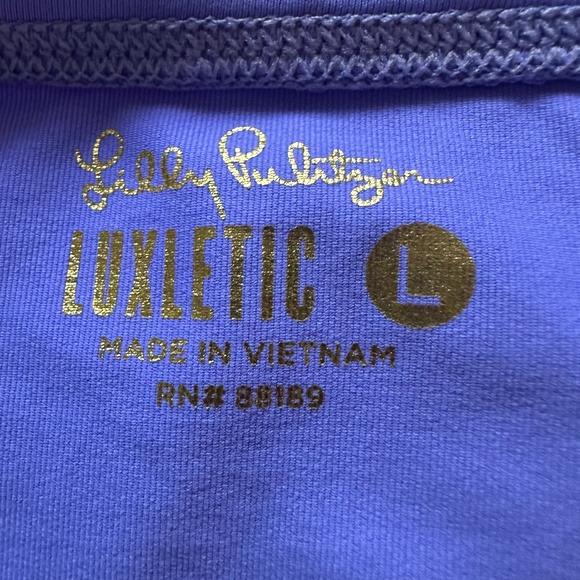 Lilly Pulitzer
LUXLETIC L
MADE IN VIETNAM
RN# 88189